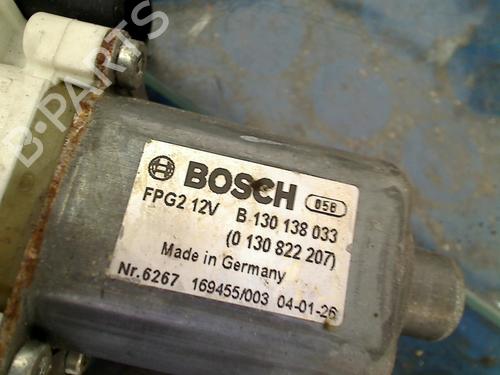 B-PARTS
BOSCH 05B
FPG2 12V B 130 138 033
(0 130 822 207)
Made in Germany
Nr.6267 169455/003 04-01-26